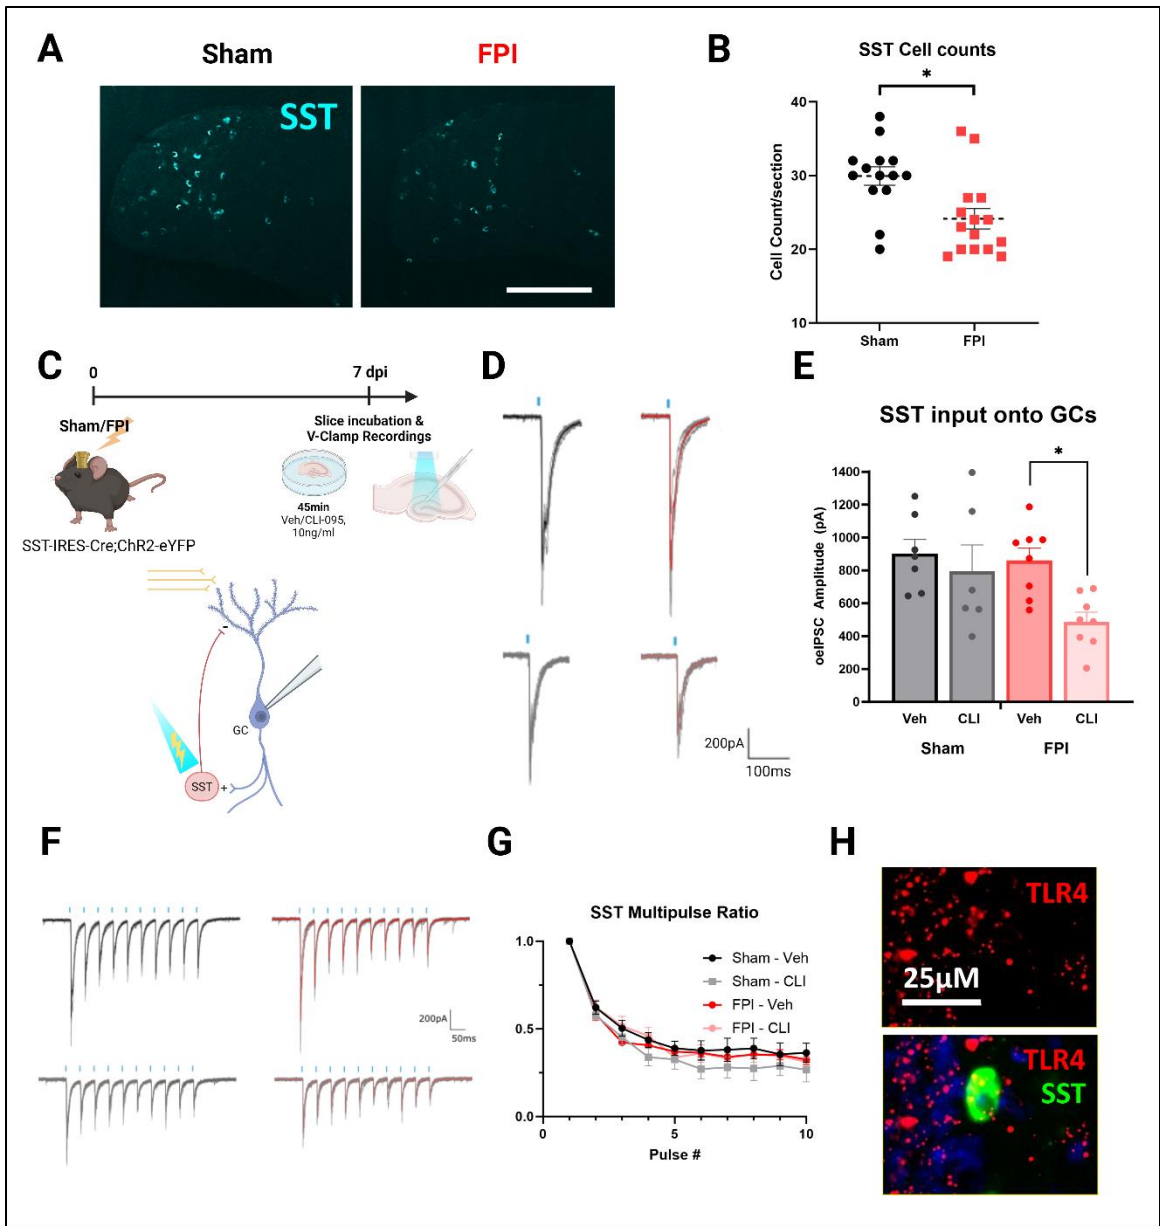 A
Sham
FPI
SST
B
SST Cell counts
*
Cell Count/section
40
30
20
10
Sham
FPI
C
0
7 dpi
Sham/FPI
Slice incubation &
V-Clamp Recordings
45min
Veh/CLI-095,
10ng/ml
SST-IRES-Cre;ChR2-eYFP
-
GC
SST
+
D
200pA
100ms
E
SST input onto GCs
*
oeIPSC Amplitude (pA)
1400
1200
1000
800
600
400
200
0
Veh
CLI
Veh
CLI
Sham
FPI
F
200pA
50ms
G
SST Multipulse Ratio
1.0
0.5
0.0
0
5
10
Pulse #
Sham - Veh
Sham - CLI
FPI - Veh
FPI - CLI
H
TLR4
25µM
TLR4
SST